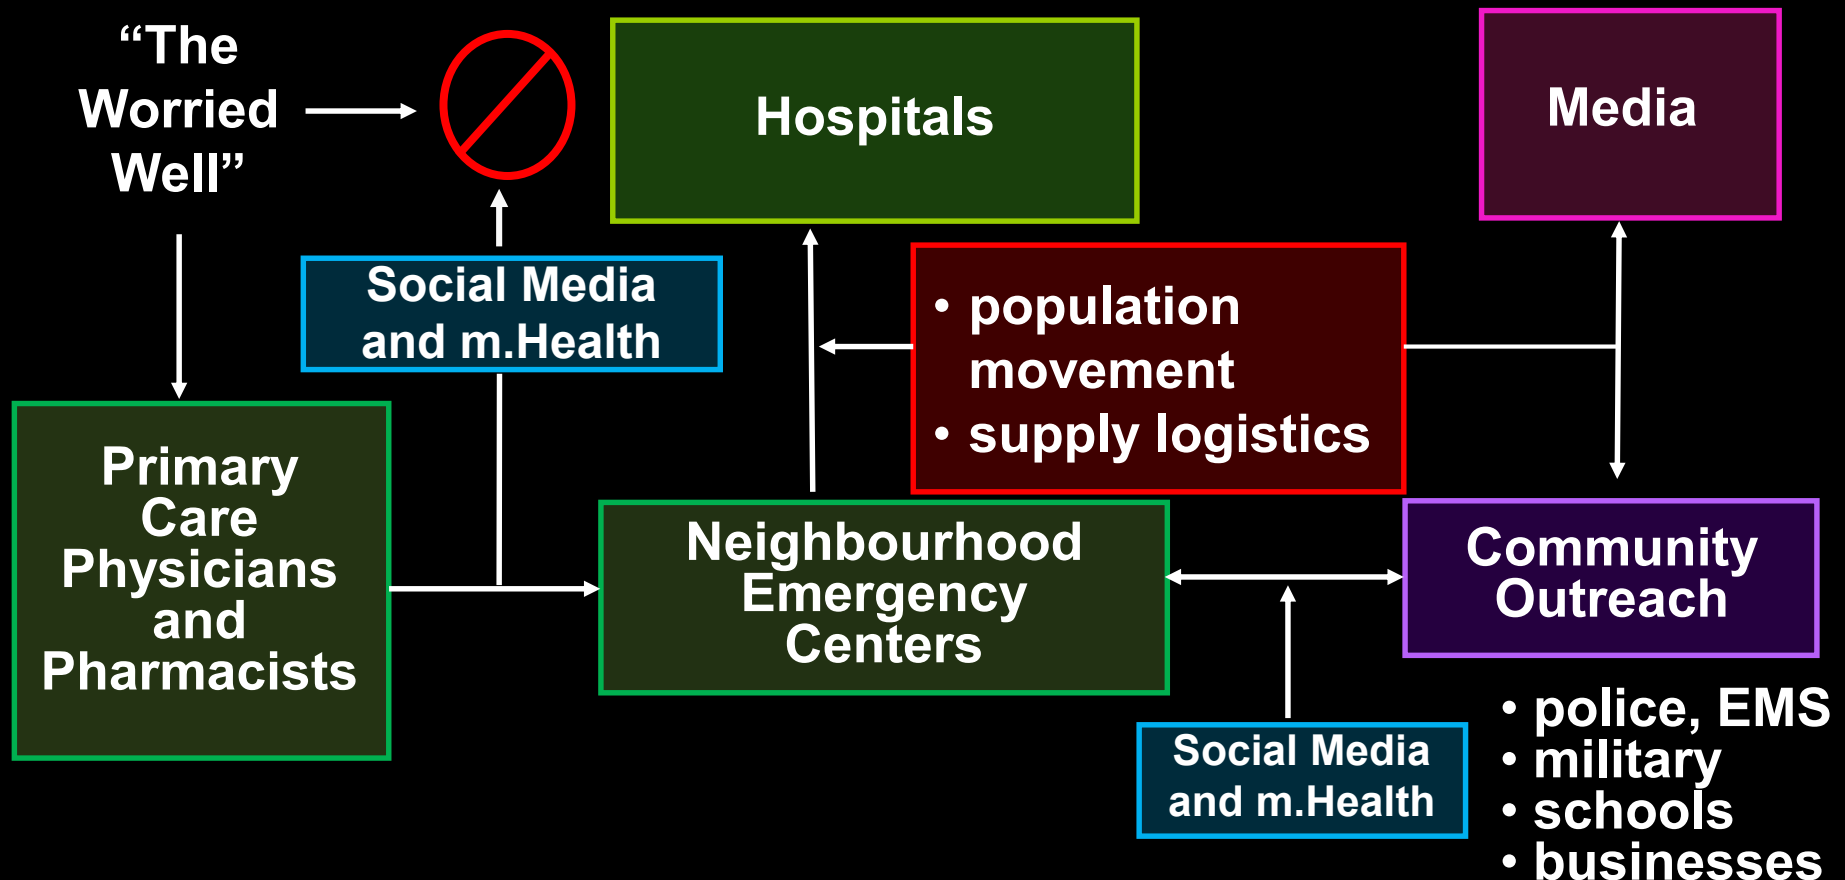 “The
Worried
Well”
Hospitals
Media
Social Media
and m.Health
• population
movement
• supply logistics
Primary
Care
Physicians
and
Pharmacists
Neighbourhood
Emergency
Centers
Community
Outreach
Social Media
and m.Health
• police, EMS
• military
• schools
• businesses